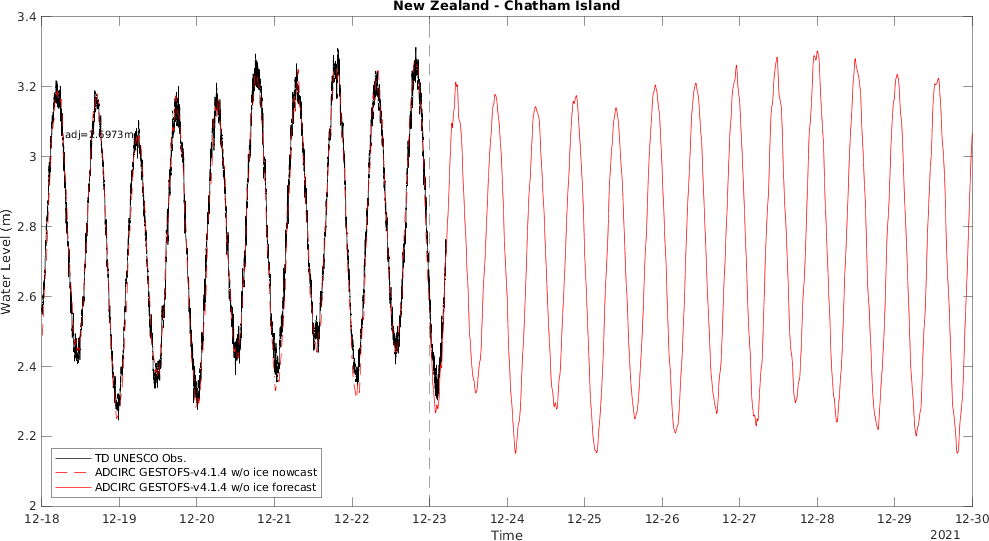 New Zealand - Chatham Island
3.4
3.2
3
2.8
2.6
2.4
2.2
2
Water Level (m)
adj=2.6973m
TD UNESCO Obs.
ADCIRC GESTOFS-v4.1.4 w/o ice nowcast
ADCIRC GESTOFS-v4.1.4 w/o ice forecast
12-18 12-19 12-20 12-21 12-22 12-23 12-24 12-25 12-26 12-27 12-28 12-29 12-30
Time
2021